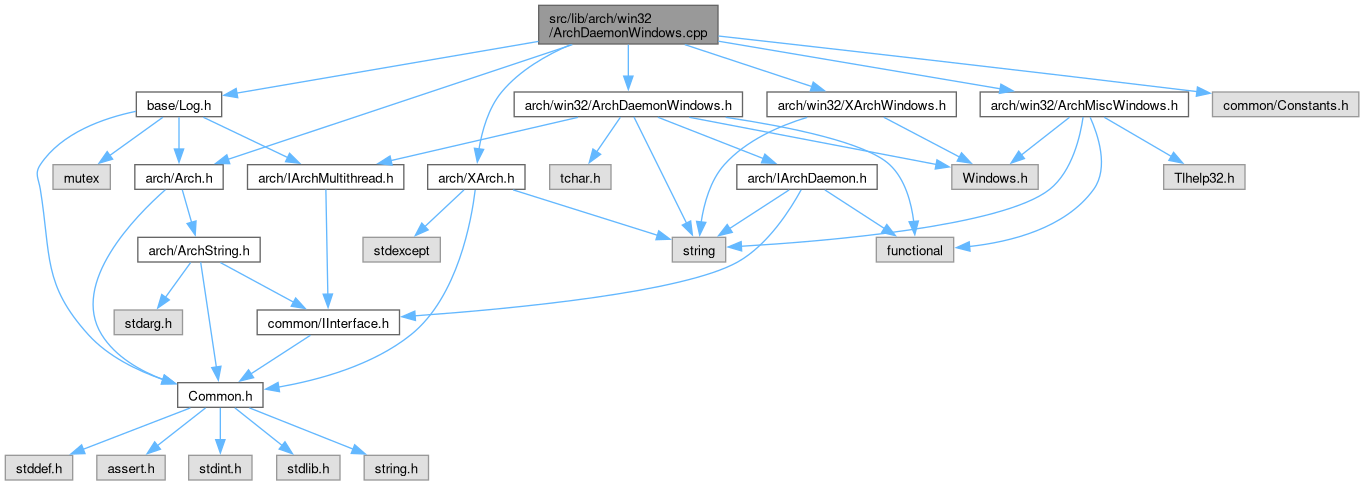 src/lib/arch/win32
/ArchDaemonWindows.cpp
base/Log.h
arch/win32/ArchDaemonWindows.h
arch/win32/XArchWindows.h
arch/win32/ArchMiscWindows.h
common/Constants.h
mutex
arch/Arch.h
arch/IArchMultithread.h
arch/XArch.h
tchar.h
arch/IArchDaemon.h
Windows.h
Tlhelp32.h
arch/ArchString.h
stdexcept
string
functional
stdarg.h
common/IInterface.h
Common.h
stddef.h
assert.h
stdint.h
stdlib.h
string.h